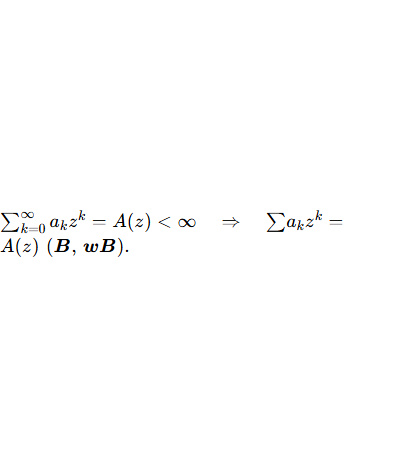 ∑_{k=0}^{∞} a_k z^k = A(z) < ∞ ⇒ ∑ a_k z^k =
A(z) (B, wB).